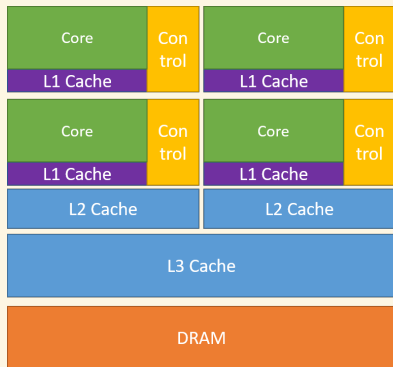 Core
Con
trol
L1 Cache
Core
Con
trol
L1 Cache
Core
Con
trol
L1 Cache
Core
Con
trol
L1 Cache
L2 Cache
L2 Cache
L3 Cache
DRAM